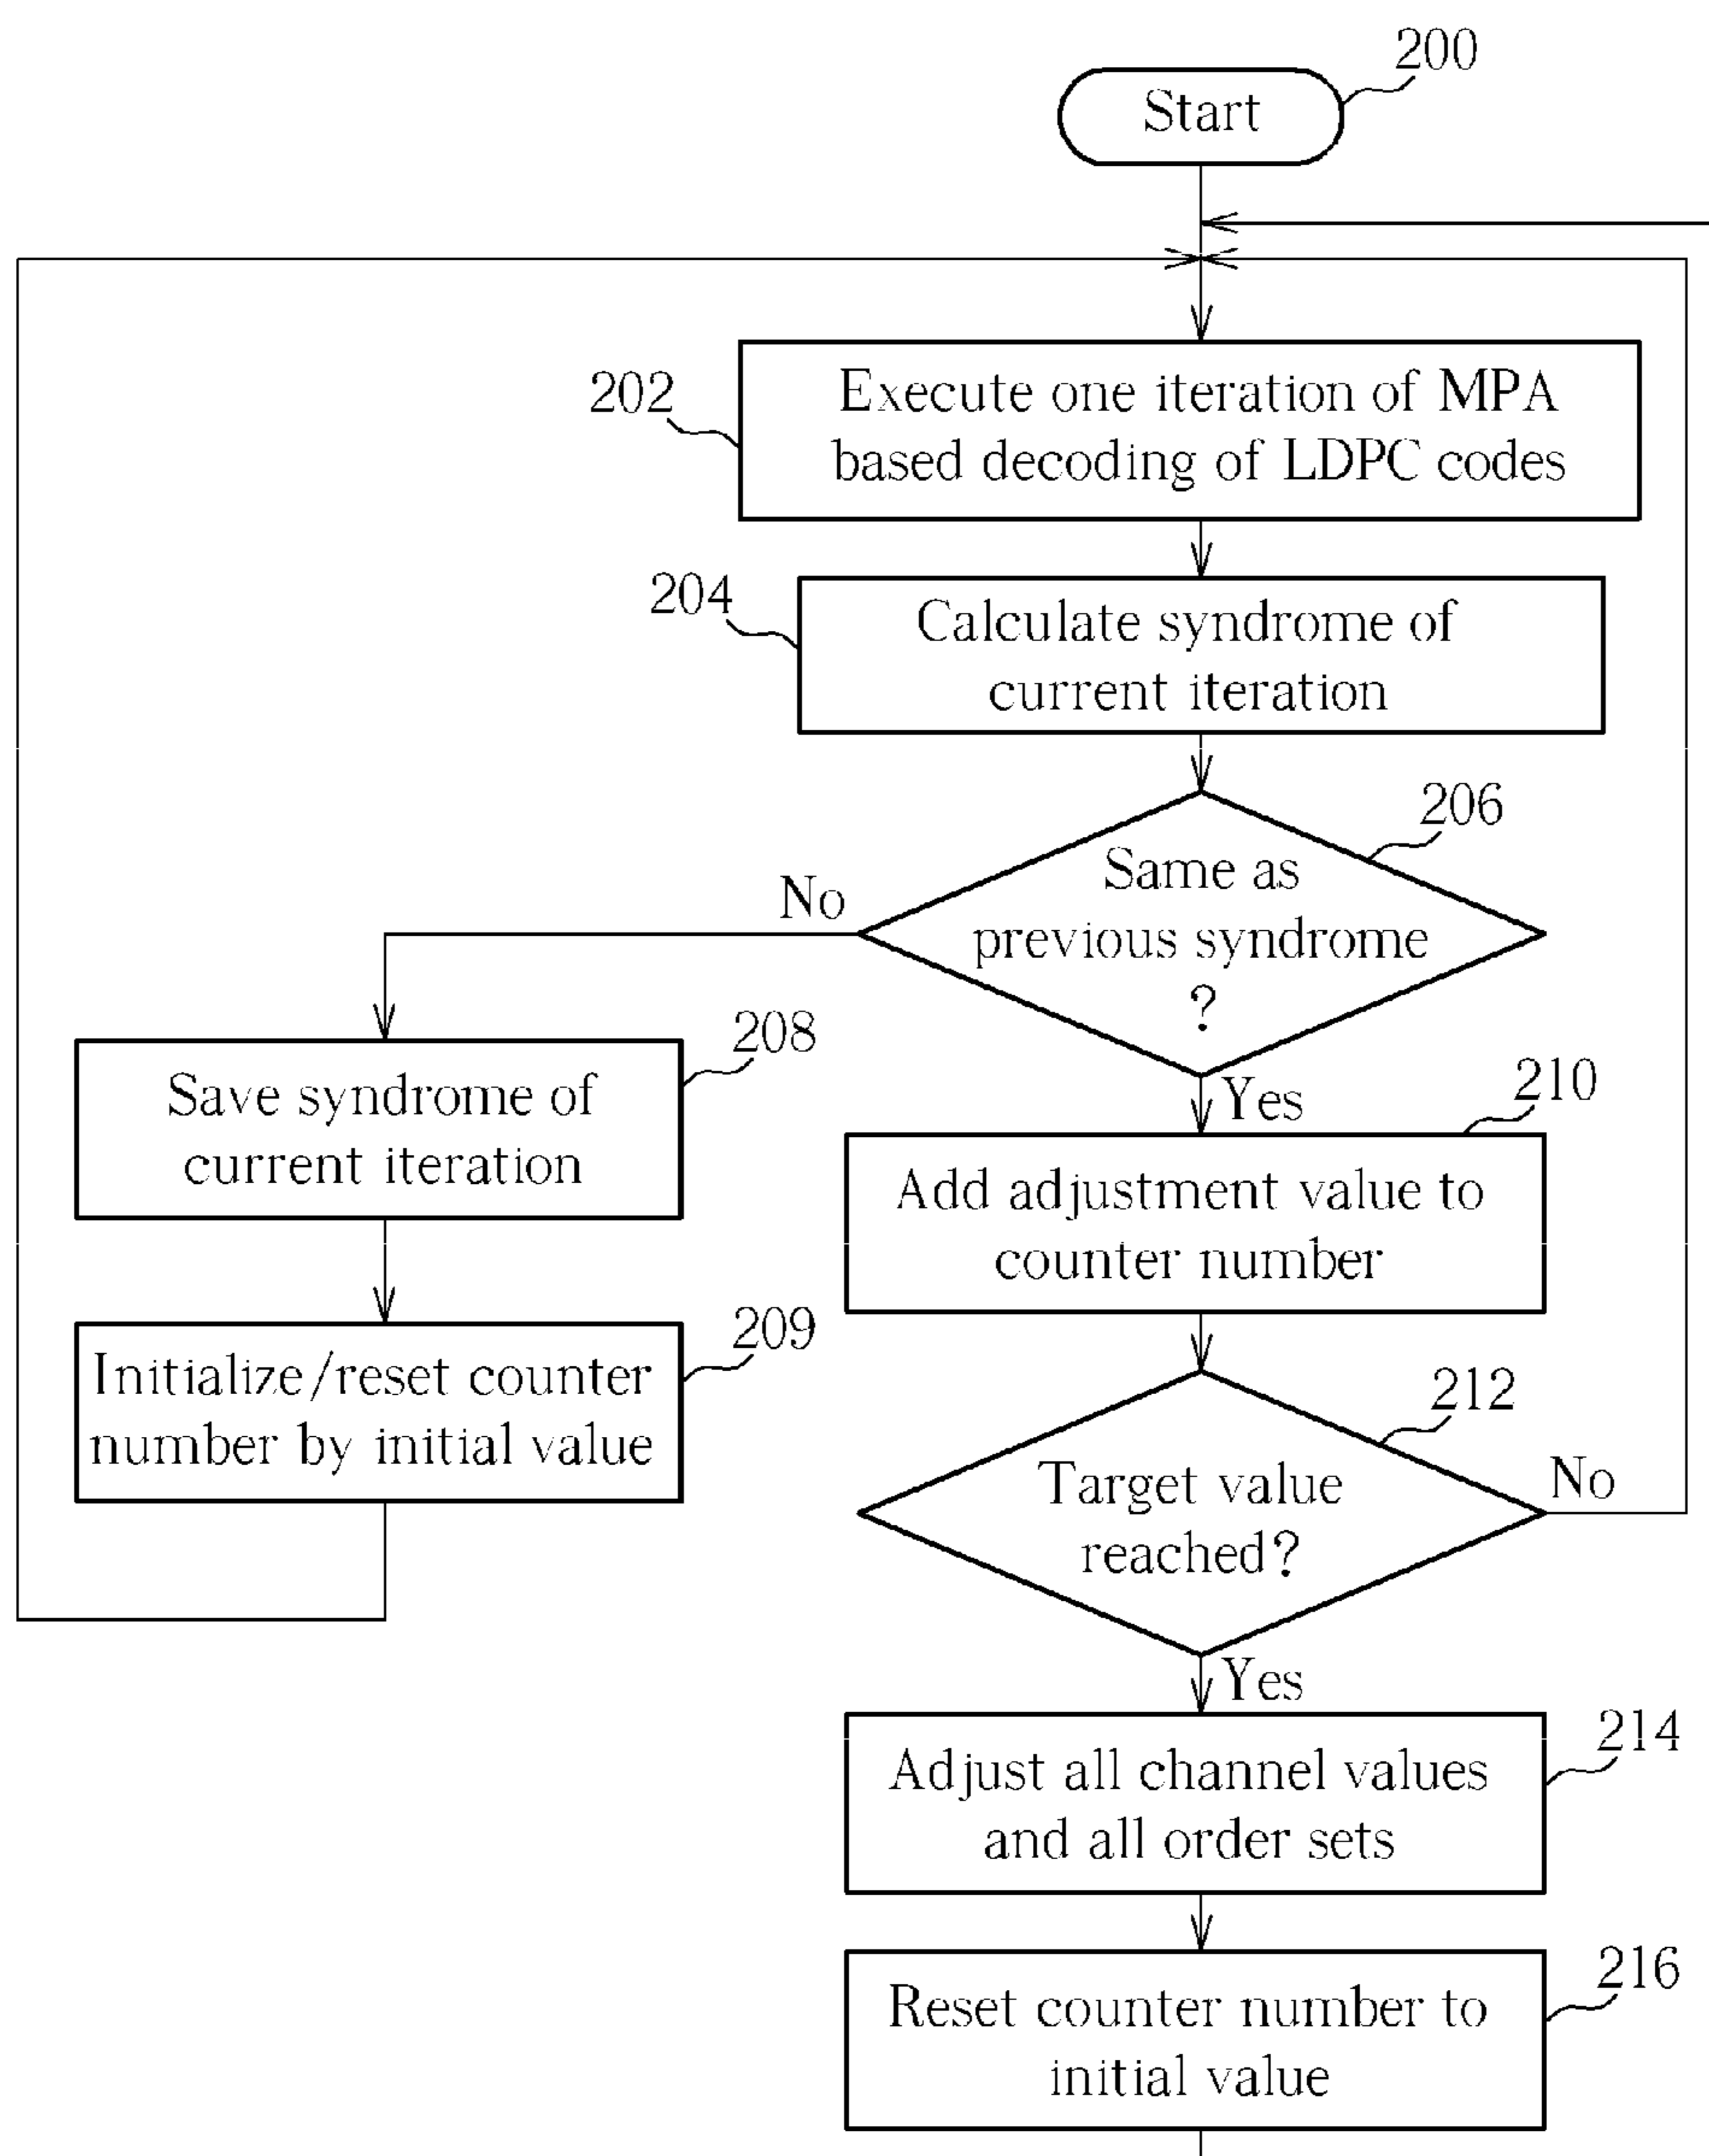 200
Start
202
Execute one iteration of MPA
based decoding of LDPC codes
204
Calculate syndrome of
current iteration
206
Same as
previous syndrome
?
No
Yes
208
Save syndrome of
current iteration
209
Initialize/reset counter
number by initial value
210
Add adjustment value to
counter number
212
Target value
reached?
No
Yes
214
Adjust all channel values
and all order sets
216
Reset counter number to
initial value